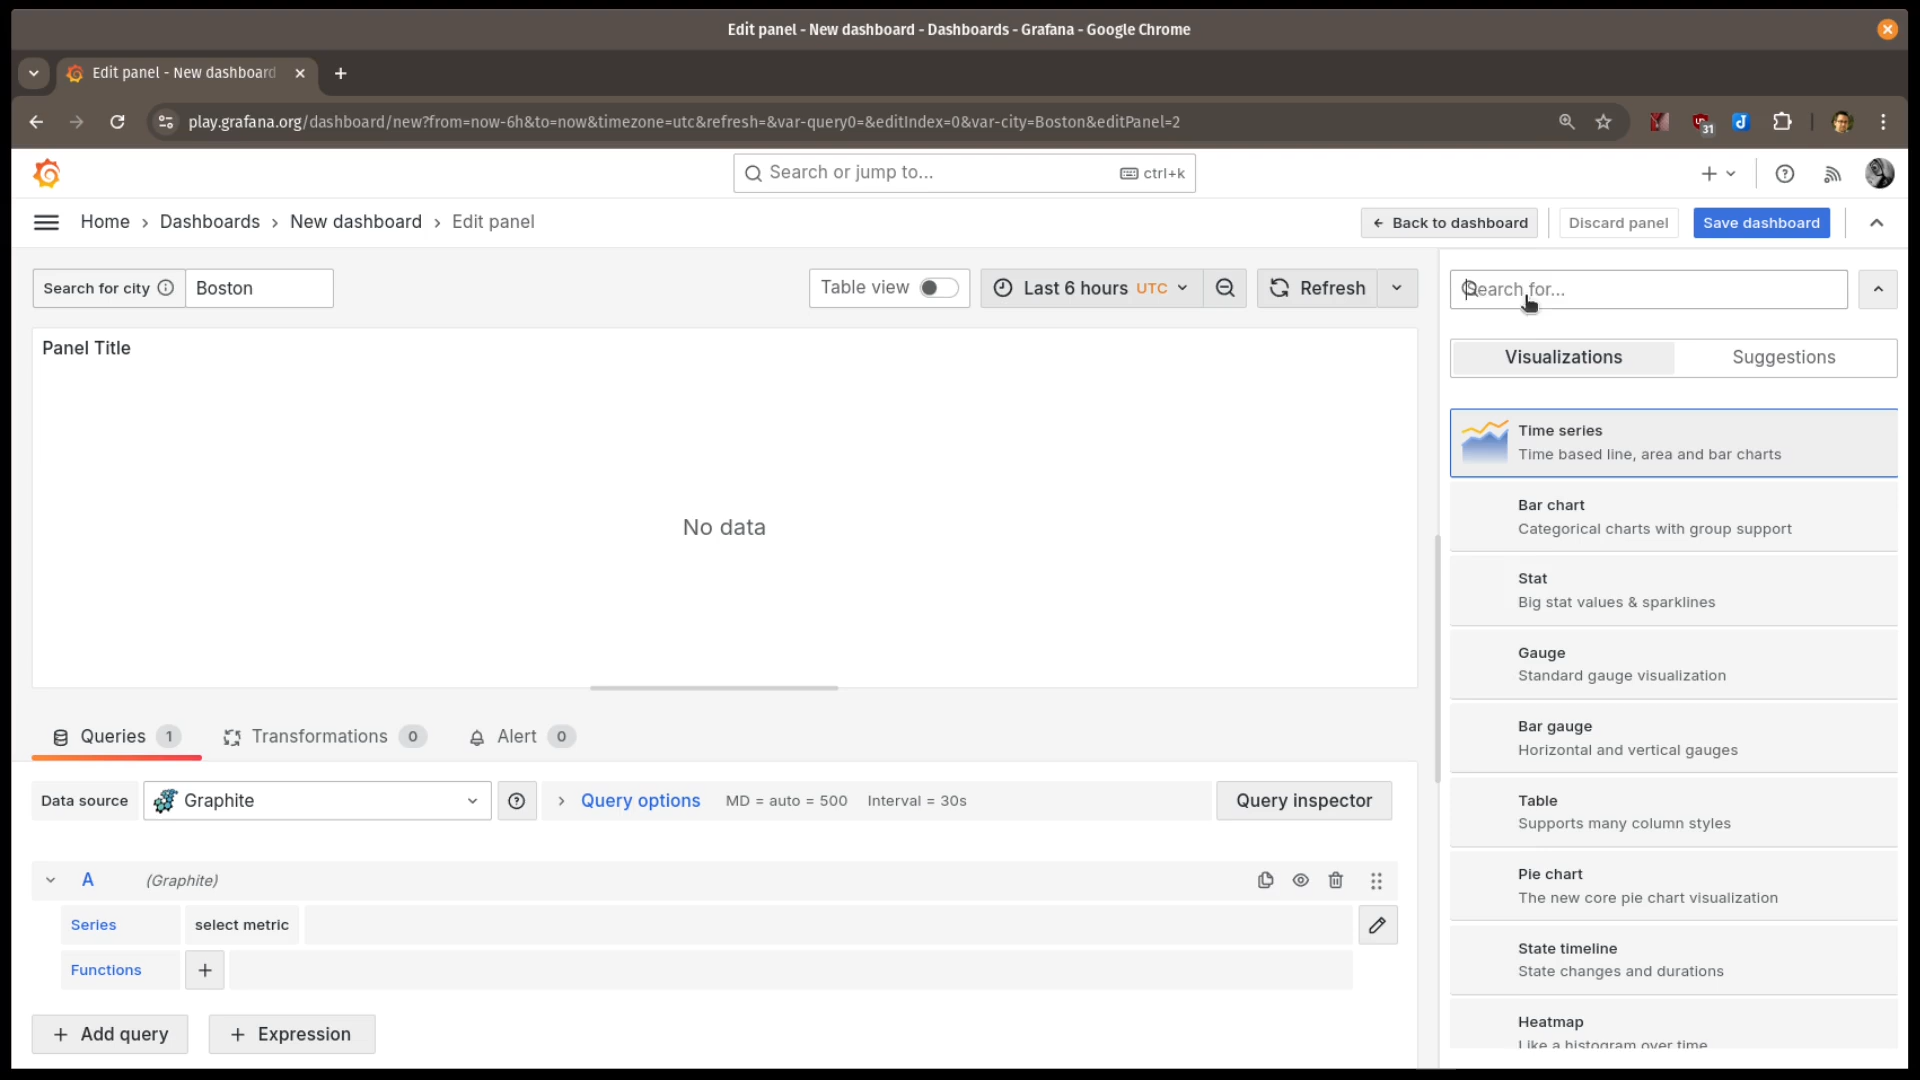 Edit panel - New dashboard - Dashboards - Grafana - Google Chrome
Edit panel - New dashboard
play.grafana.org/dashboard/new?from=now-6h&to=now&timezone=utc&refresh=&var-query0=&editIndex=0&var-city=Boston&editPanel=2
31
Search or jump to... ctrl+k
Home › Dashboards › New dashboard › Edit panel
Back to dashboard
Discard panel
Save dashboard
Search for city
Boston
Table view
Last 6 hours UTC
Refresh
Search for...
Panel Title
No data
Visualizations
Suggestions
Time series
Time based line, area and bar charts
Bar chart
Categorical charts with group support
Stat
Big stat values & sparklines
Gauge
Standard gauge visualization
Bar gauge
Horizontal and vertical gauges
Table
Supports many column styles
Pie chart
The new core pie chart visualization
State timeline
State changes and durations
Heatmap
Like a histogram over time
Queries 1
Transformations 0
Alert 0
Data source
Graphite
Query options
MD = auto = 500
Interval = 30s
Query inspector
A (Graphite)
Series
select metric
Functions
+
+ Add query
+ Expression